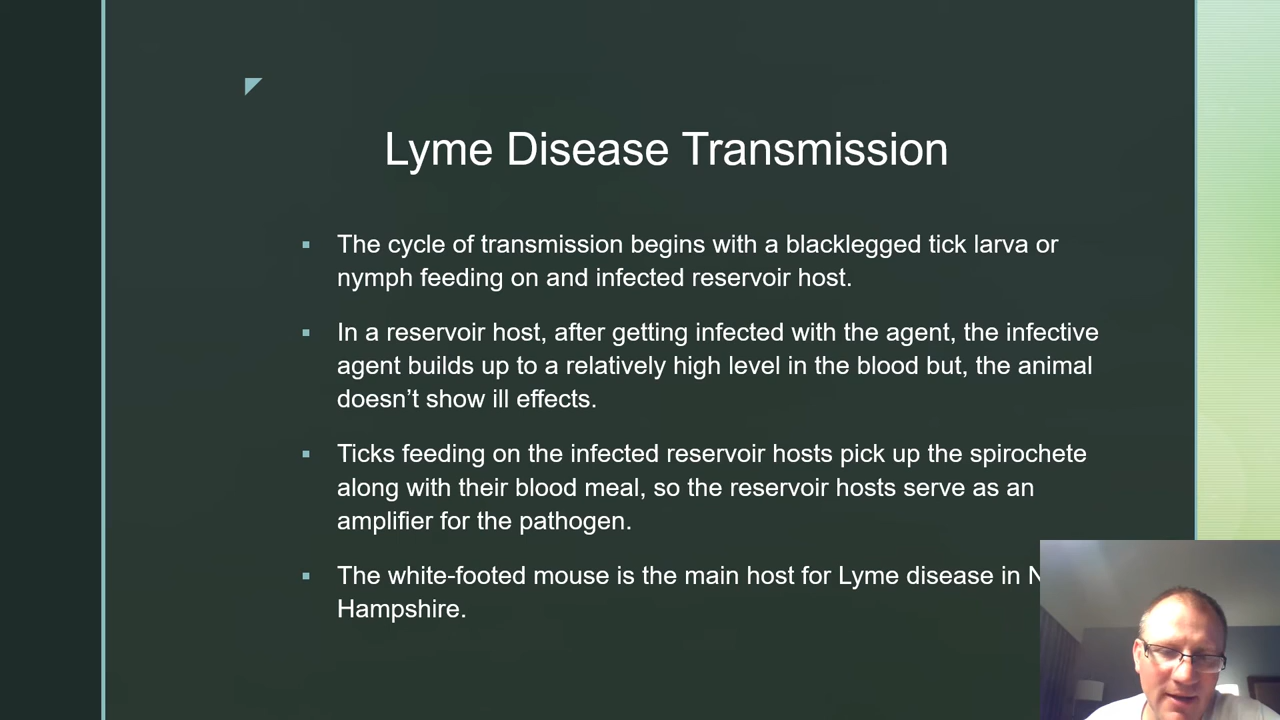 Lyme Disease Transmission
The cycle of transmission begins with a blacklegged tick larva or
nymph feeding on and infected reservoir host.
In a reservoir host, after getting infected with the agent, the infective
agent builds up to a relatively high level in the blood but, the animal
doesn’t show ill effects.
Ticks feeding on the infected reservoir hosts pick up the spirochete
along with their blood meal, so the reservoir hosts serve as an
amplifier for the pathogen.
The white-footed mouse is the main host for Lyme disease in
Hampshire.